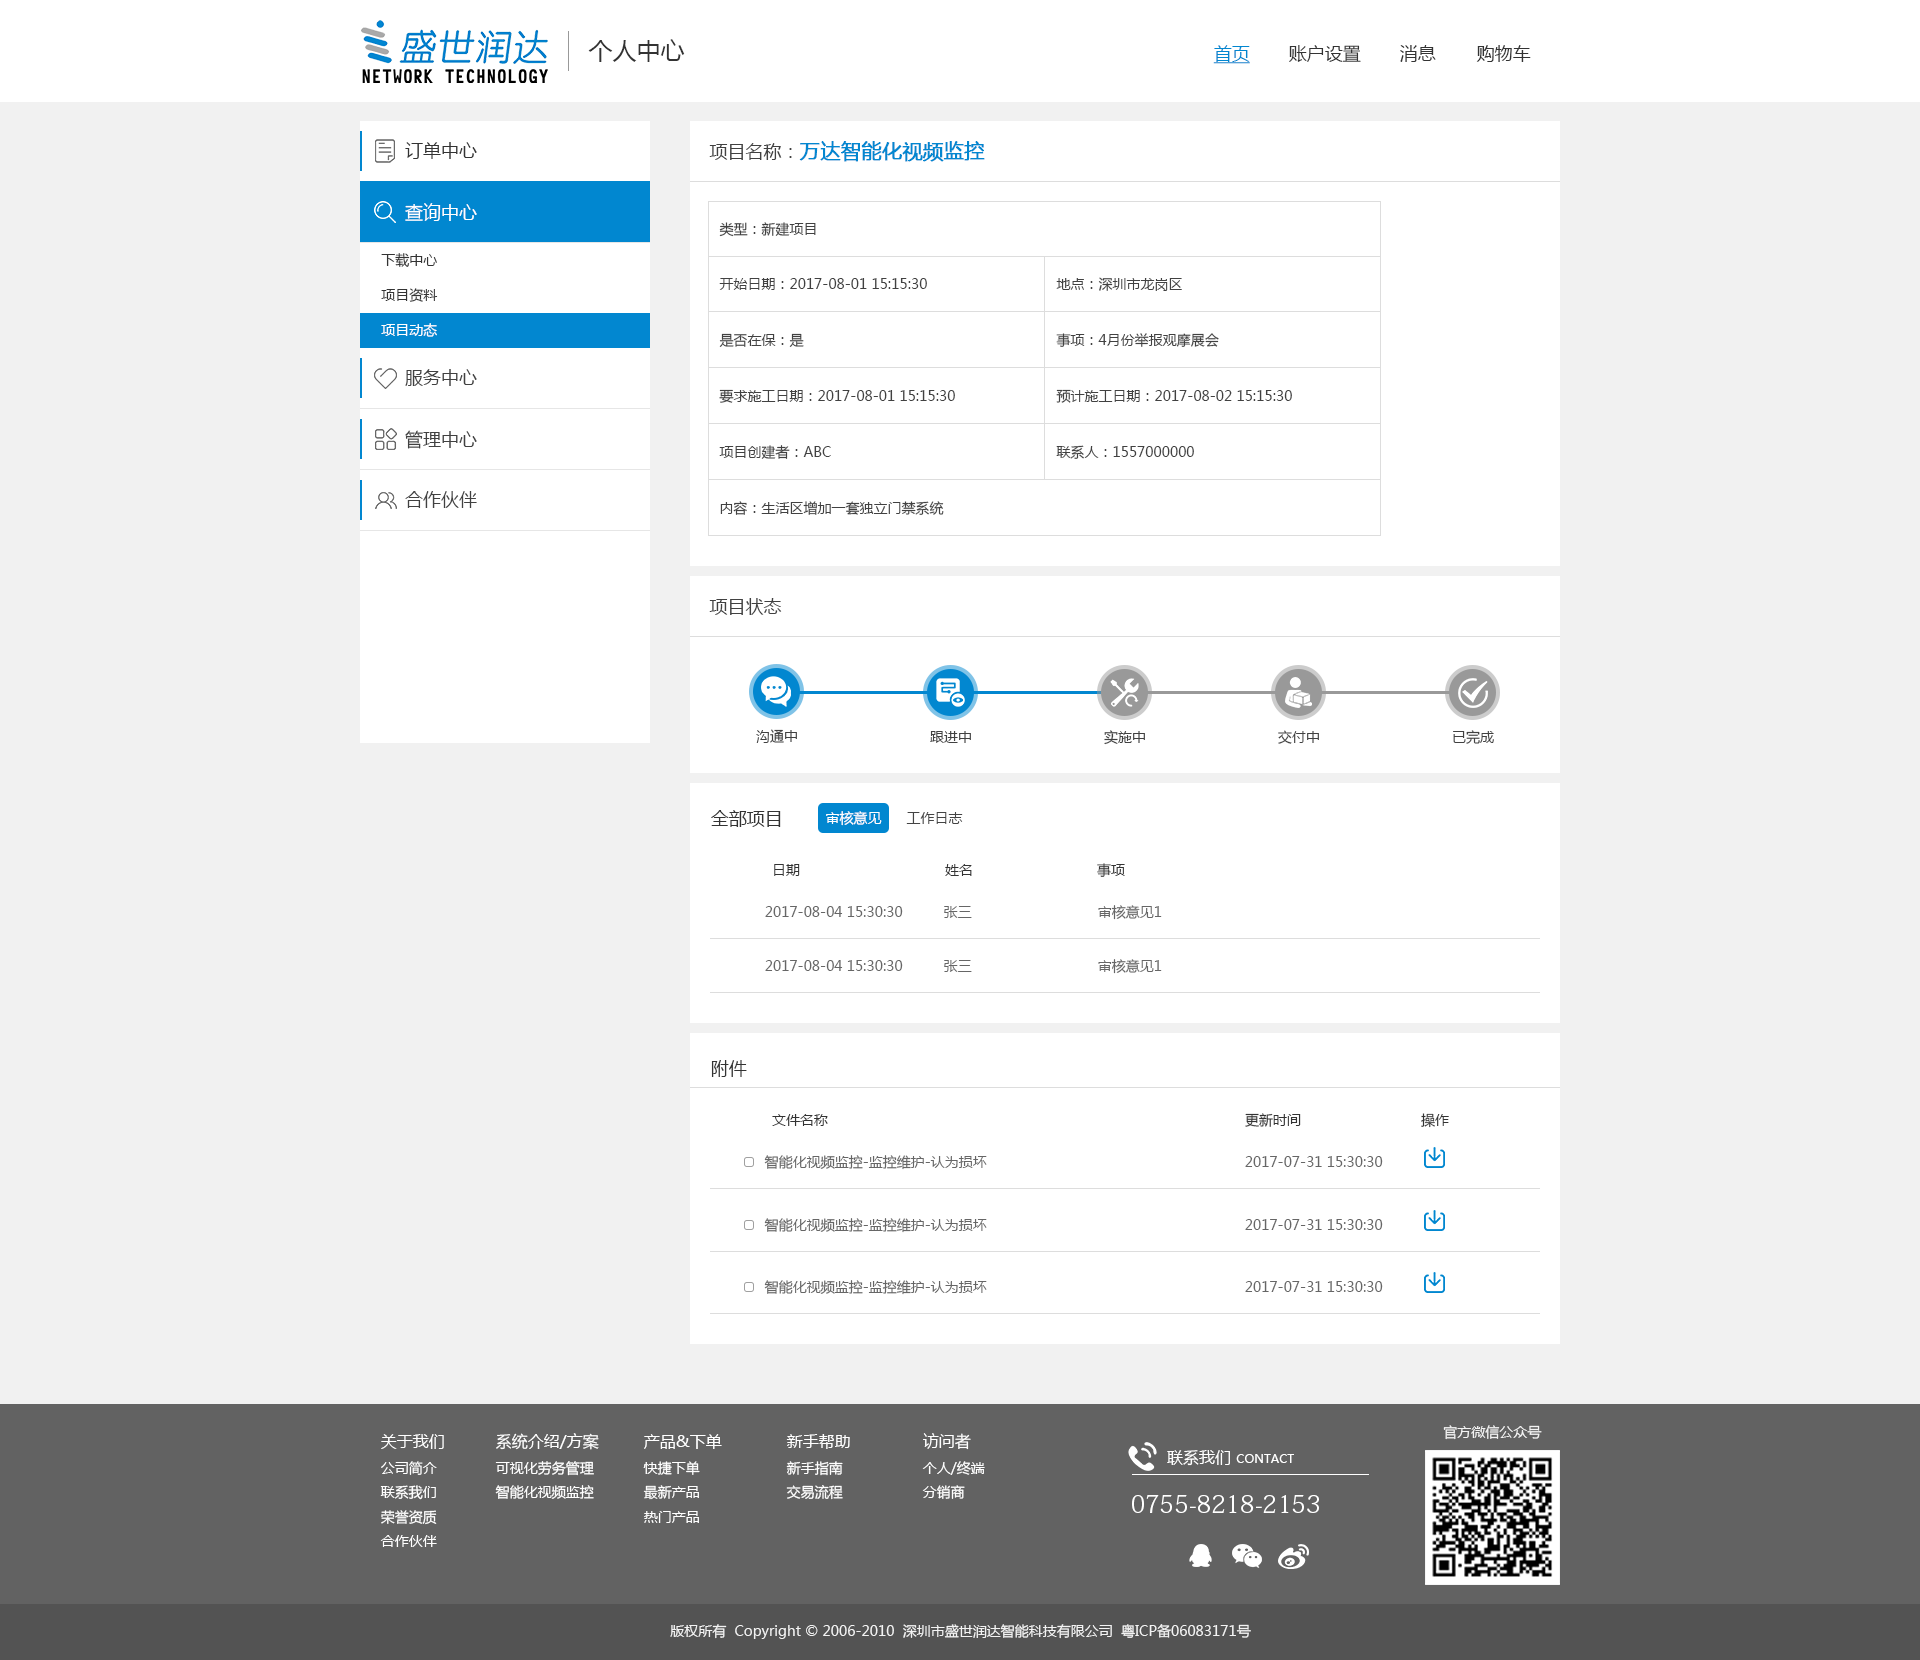 盛世润达
NETWORK TECHNOLOGY
个人中心
首页 账户设置 消息 购物车
订单中心
查询中心
下载中心
项目资料
项目动态
服务中心
管理中心
合作伙伴
项目名称：万达智能化视频监控
类型：新建项目
开始日期：2017-08-01 15:15:30 地点：深圳市龙岗区
是否在保：是 事项：4月份举报观摩展会
要求施工日期：2017-08-01 15:15:30 预计施工日期：2017-08-02 15:15:30
项目创建者：ABC 联系人：1557000000
内容：生活区增加一套独立门禁系统
项目状态
沟通中 跟进中 实施中 交付中 已完成
全部项目 审核意见 工作日志
日期 姓名 事项
2017-08-04 15:30:30 张三 审核意见1
2017-08-04 15:30:30 张三 审核意见1
附件
文件名称 更新时间 操作
智能化视频监控-监控维护-认为损坏 2017-07-31 15:30:30
智能化视频监控-监控维护-认为损坏 2017-07-31 15:30:30
智能化视频监控-监控维护-认为损坏 2017-07-31 15:30:30
关于我们
公司简介
联系我们
荣誉资质
合作伙伴
系统介绍/方案
可视化劳务管理
智能化视频监控
产品&下单
快捷下单
最新产品
热门产品
新手帮助
新手指南
交易流程
访问者
个人/终端
分销商
联系我们 CONTACT
0755-8218-2153
官方微信公众号
版权所有 Copyright © 2006-2010 深圳市盛世润达智能科技有限公司 粤ICP备06083171号